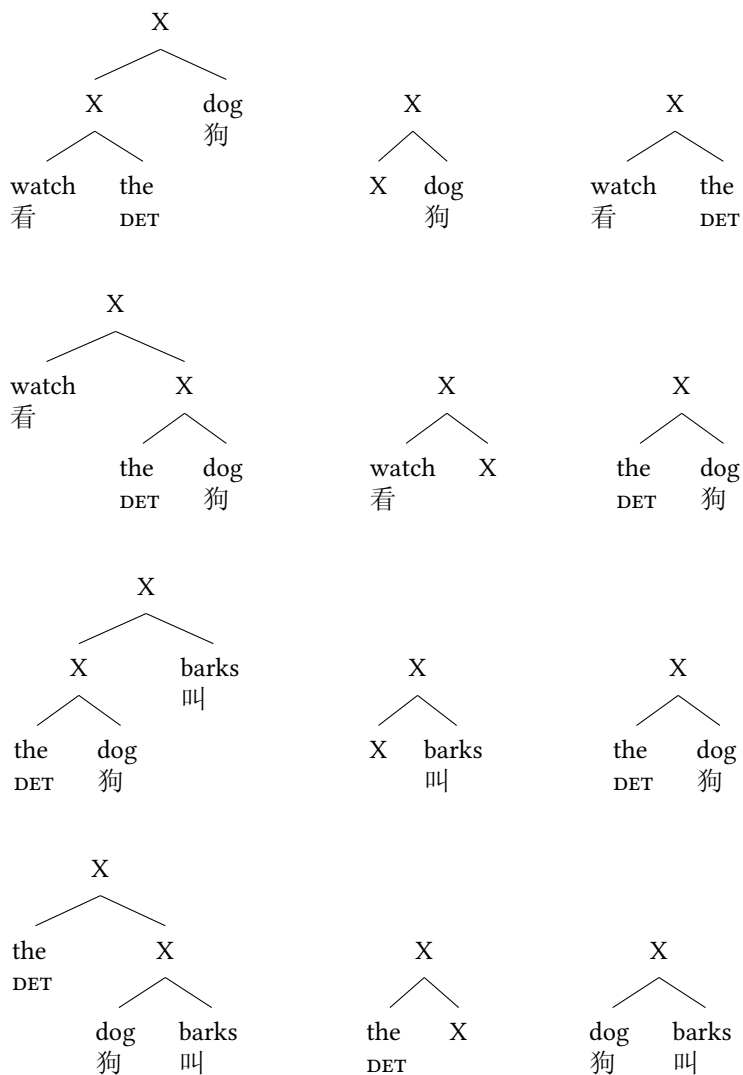 X
X dog X X
狗
watch the X dog watch the
看 DET 狗 看 DET
X
watch X X X
看
the dog watch X the dog
DET 狗 看 DET 狗
X
X barks X X
叫
the dog X barks the dog
DET 狗 叫 DET 狗
X
the X X X
DET
dog barks the X dog barks
狗 叫 DET 狗 叫